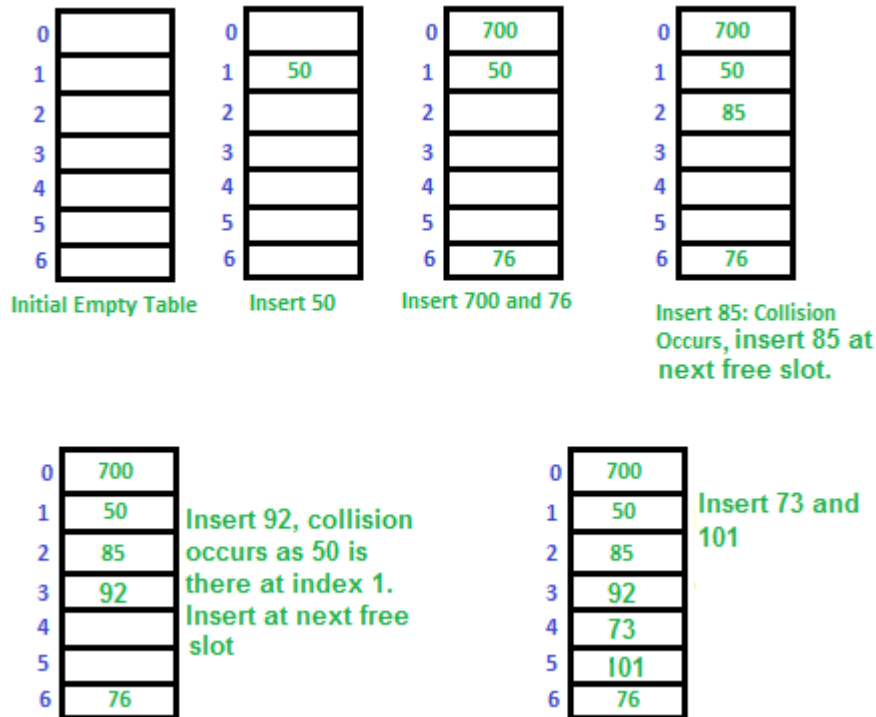 0 0 0 700 0 700
1 1 50 1 50 1 50
2 2 2 2 85
3 3 3 3
4 4 4 4
5 5 5 5
6 6 6 76 6 76
Initial Empty Table
Insert 50
Insert 700 and 76
Insert 85: Collision
Occurs, insert 85 at
next free slot.
0 700
1 50
2 85
3 92
4
5
6 76
Insert 92, collision
occurs as 50 is
there at index 1.
Insert at next free
slot
0 700
1 50
2 85
3 92
4 73
5 101
6 76
Insert 73 and
101